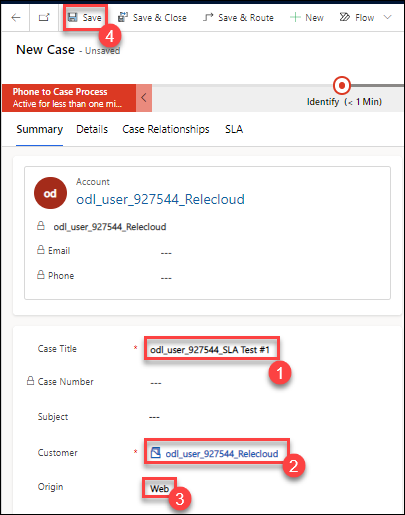 Save Save & Close Save & Route New Flow
4
New Case - Unsaved
Phone to Case Process
Active for less than one mi...
Identify (< 1 Min)
Summary Details Case Relationships SLA
od
Account
odl_user_927544_Relecloud
odl_user_927544_Relecloud
Email ---
Phone ---
Case Title * odl_user_927544_SLA Test #1
1
Case Number ---
Subject ---
Customer * odl_user_927544_Relecloud
2
Origin Web
3